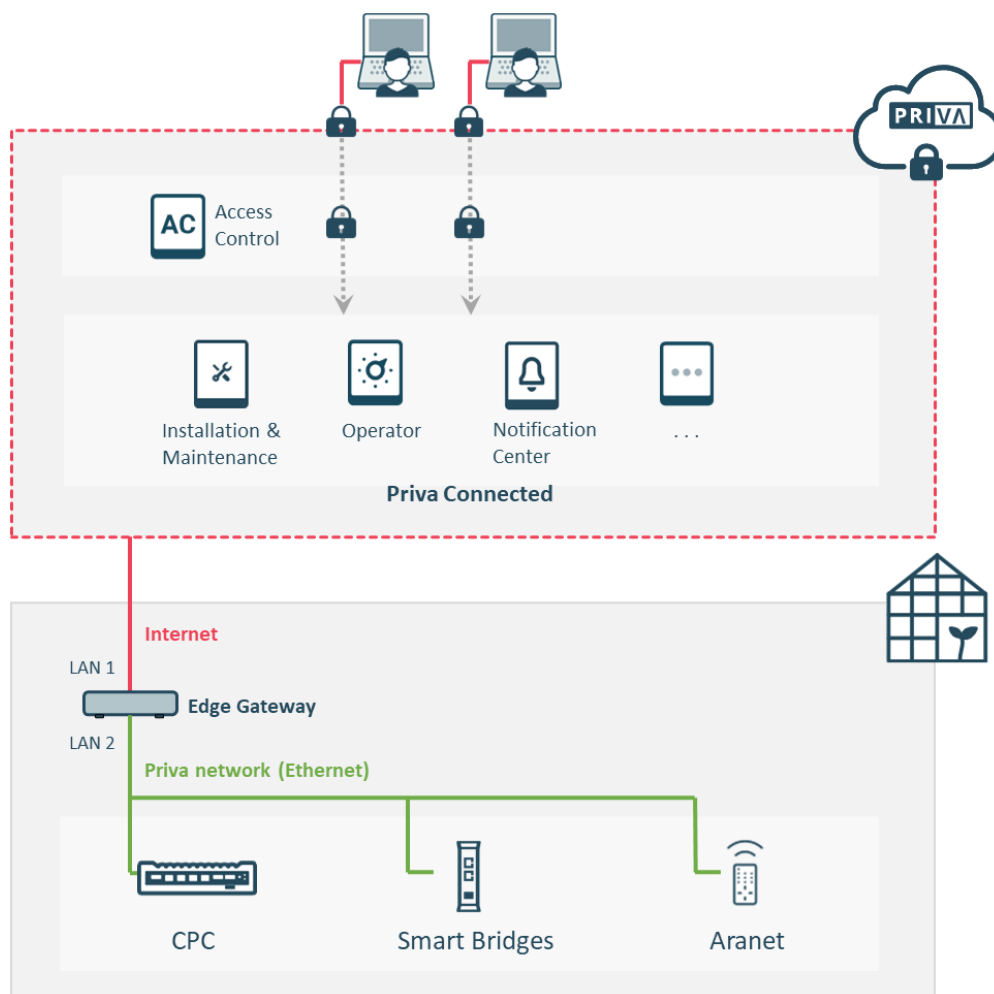 PRIVA
AC
Access
Control
Installation &
Maintenance
Operator
Notification
Center
...
Priva Connected
Internet
LAN 1
Edge Gateway
LAN 2
Priva network (Ethernet)
CPC
Smart Bridges
Aranet